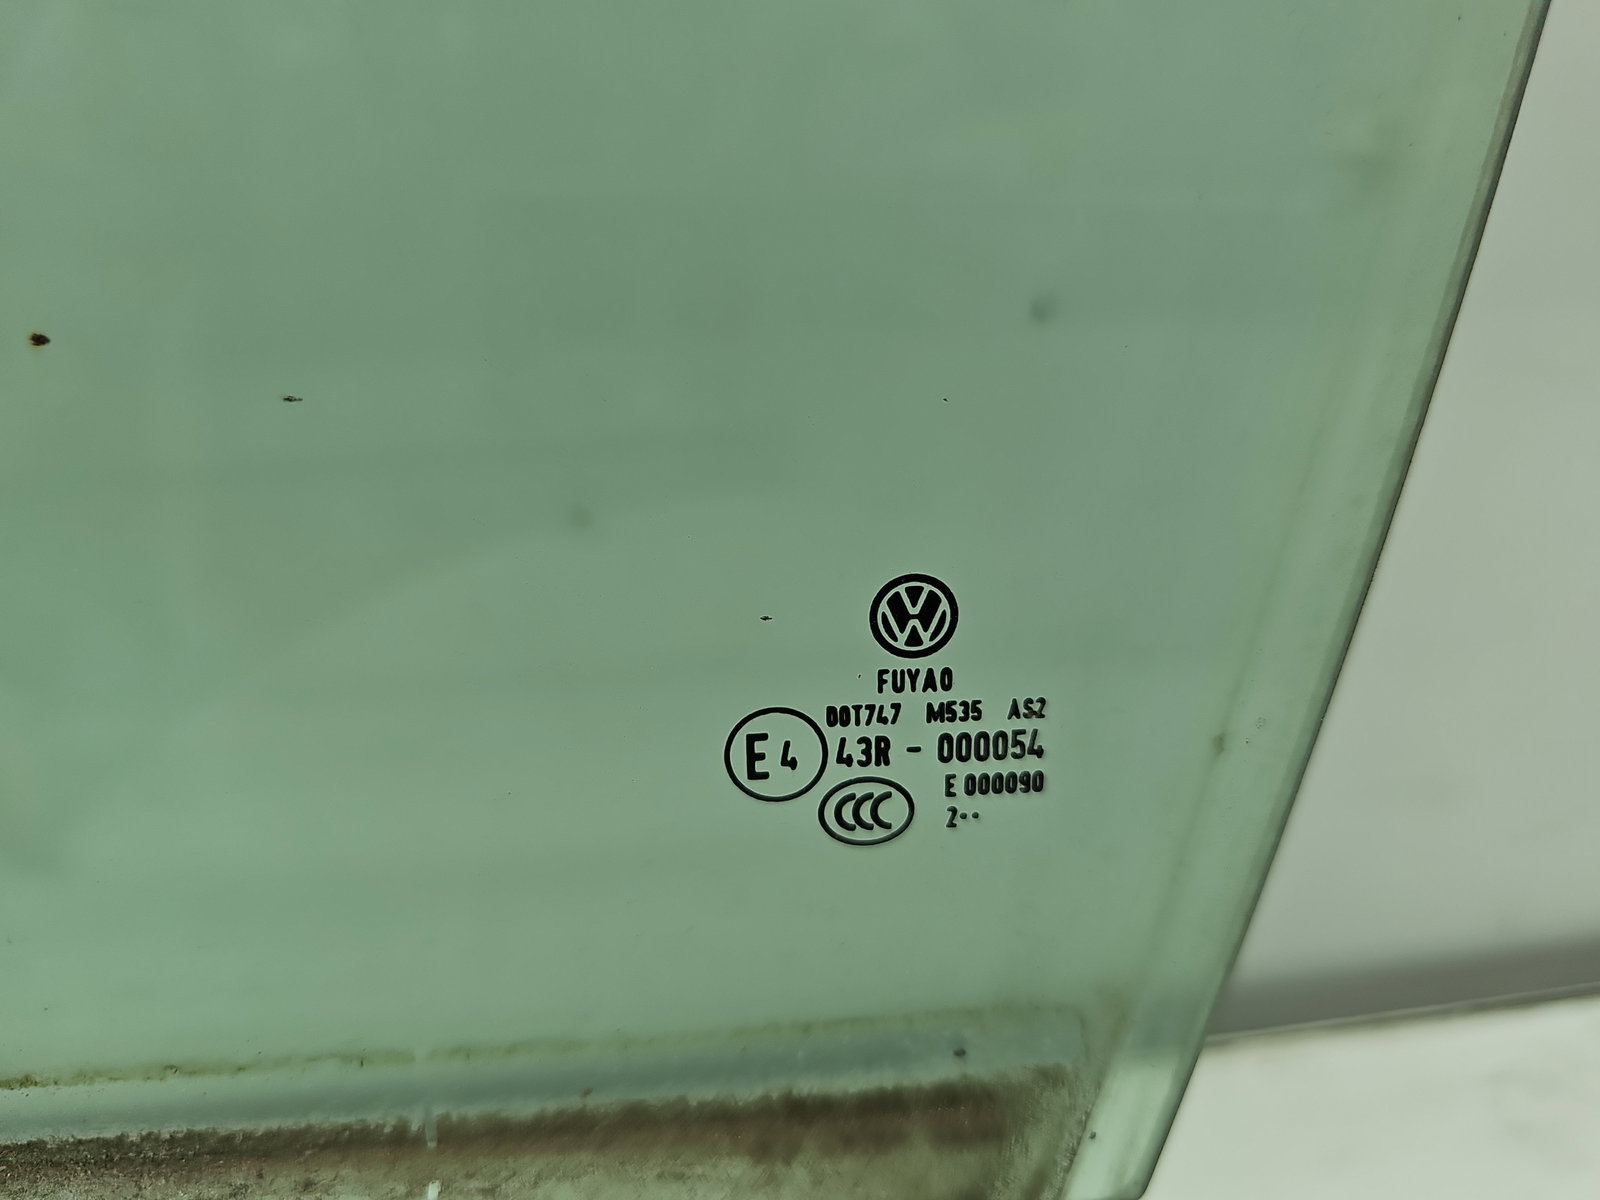 FUYAO
DOT747 M535 AS2
E4 43R - 000054
CCC E 000090
2··